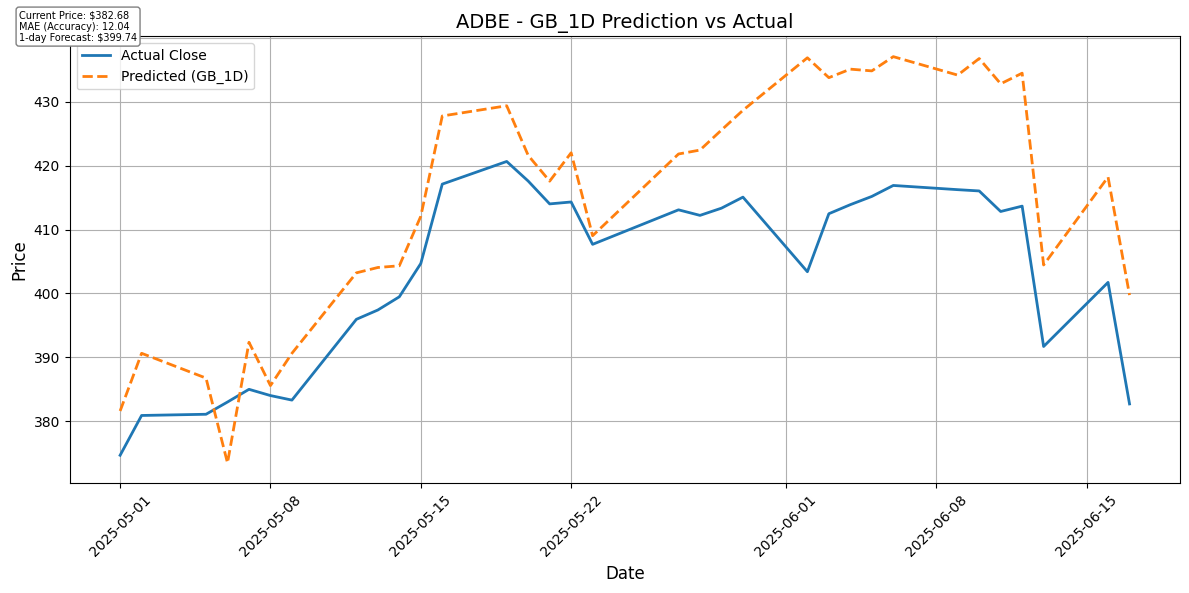 ADBE - GB_1D Prediction vs Actual
Current Price: $382.68
MAE (Accuracy): 12.04
1-day Forecast: $399.74
Actual Close
Predicted (GB_1D)
Price
430
420
410
400
390
380
2025-05-01
2025-05-08
2025-05-15
2025-05-22
2025-06-01
2025-06-08
2025-06-15
Date